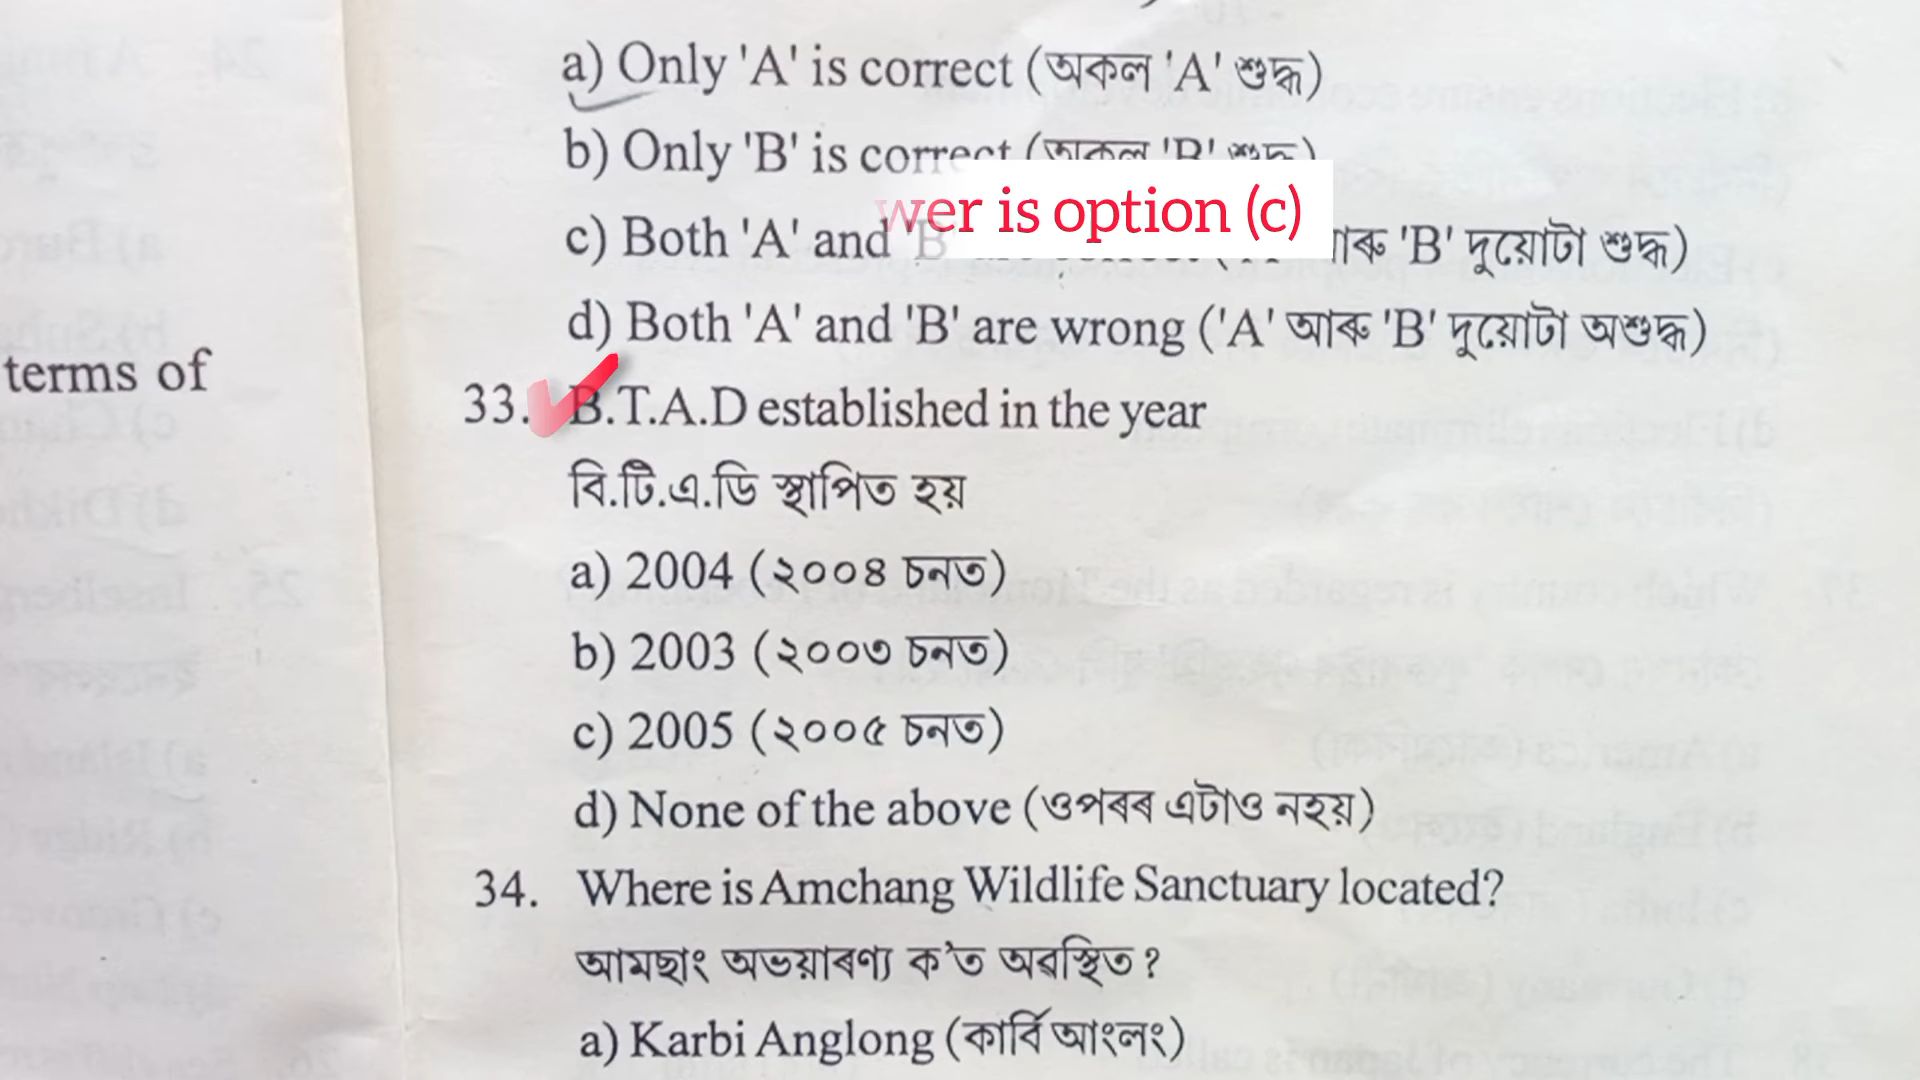 a) Only 'A' is correct (অকল 'A' শুদ্ধ)
b) Only 'B' is correct (অকল 'B' শুদ্ধ)
wer is option (c)
c) Both 'A' and 'B আৰু 'B' দুয়োটা শুদ্ধ)
d) Both 'A' and 'B' are wrong ('A' আৰু 'B' দুয়োটা অশুদ্ধ)
terms of
33. B.T.A.D established in the year
বি.টি.এ.ডি স্থাপিত হয়
a) 2004 (২০০৪ চনত)
b) 2003 (২০০৩ চনত)
c) 2005 (২০০৫ চনত)
d) None of the above (ওপৰৰ এটাও নহয়)
34. Where is Amchang Wildlife Sanctuary located?
আমছাং অভয়াৰণ্য ক'ত অৱস্থিত ?
a) Karbi Anglong (কাৰ্বি আংলং)